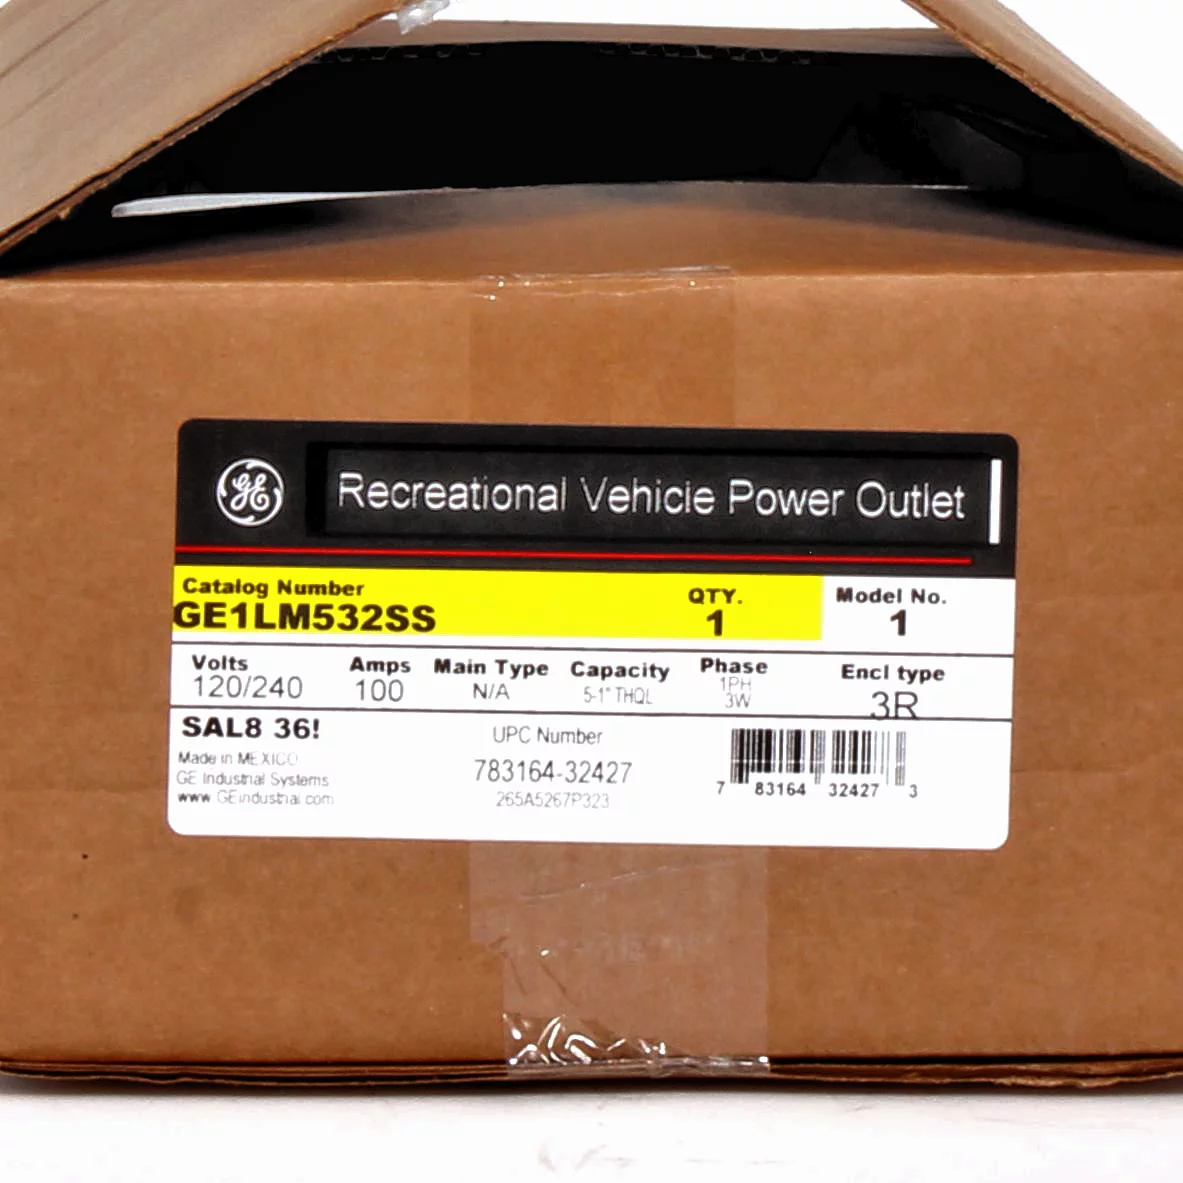 GE Recreational Vehicle Power Outlet
Catalog Number QTY. Model No.
GE1LM532SS 1 1
Volts Amps Main Type Capacity Phase Encl type
120/240 100 N/A 5-1" THQL 1PH 3W 3R
SAL8 36! UPC Number
Made in MEXICO
GE Industrial Systems 783164-32427
www GEindustrial.com 265A5267P323
7 83164 32427 3